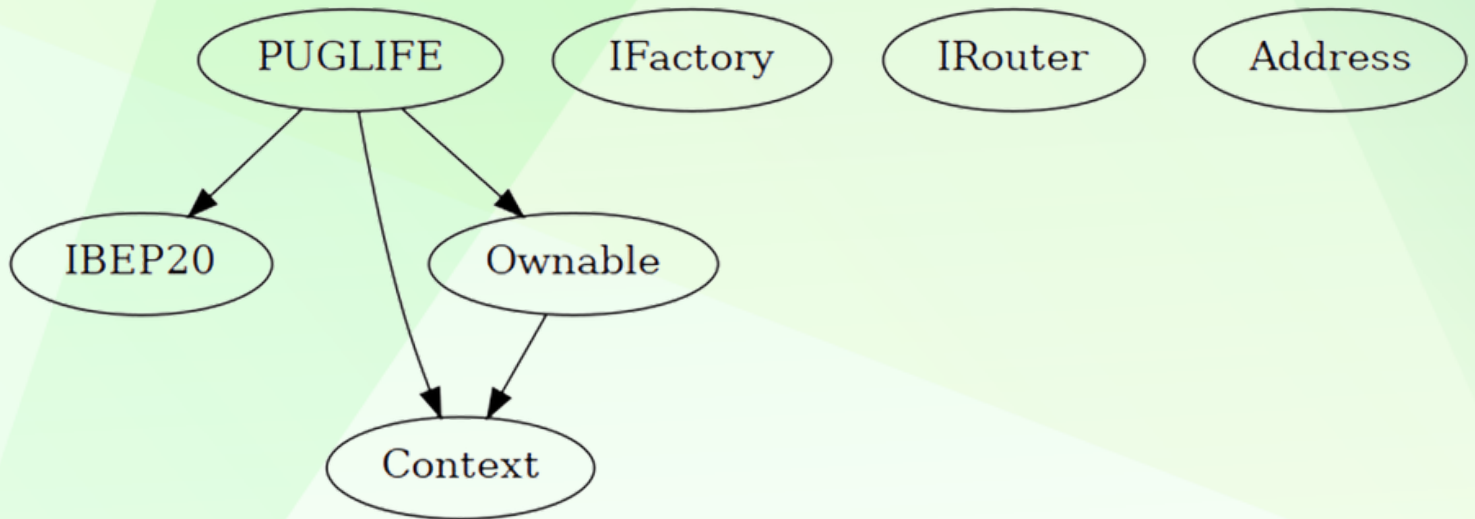 PUGLIFE
IFactory
IRouter
Address
IBEP20
Ownable
Context